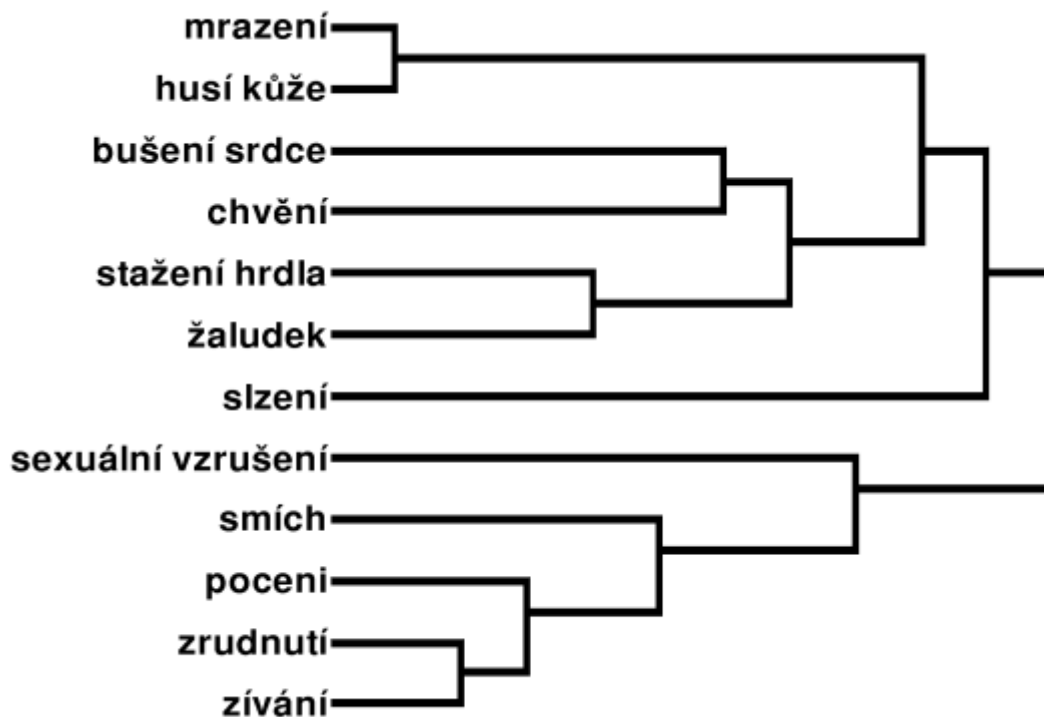 mrazení
husí kůže
bušení srdce
chvění
stažení hrdla
žaludek
slzení
sexuální vzrušení
smích
poceni
zrudnutí
zívání